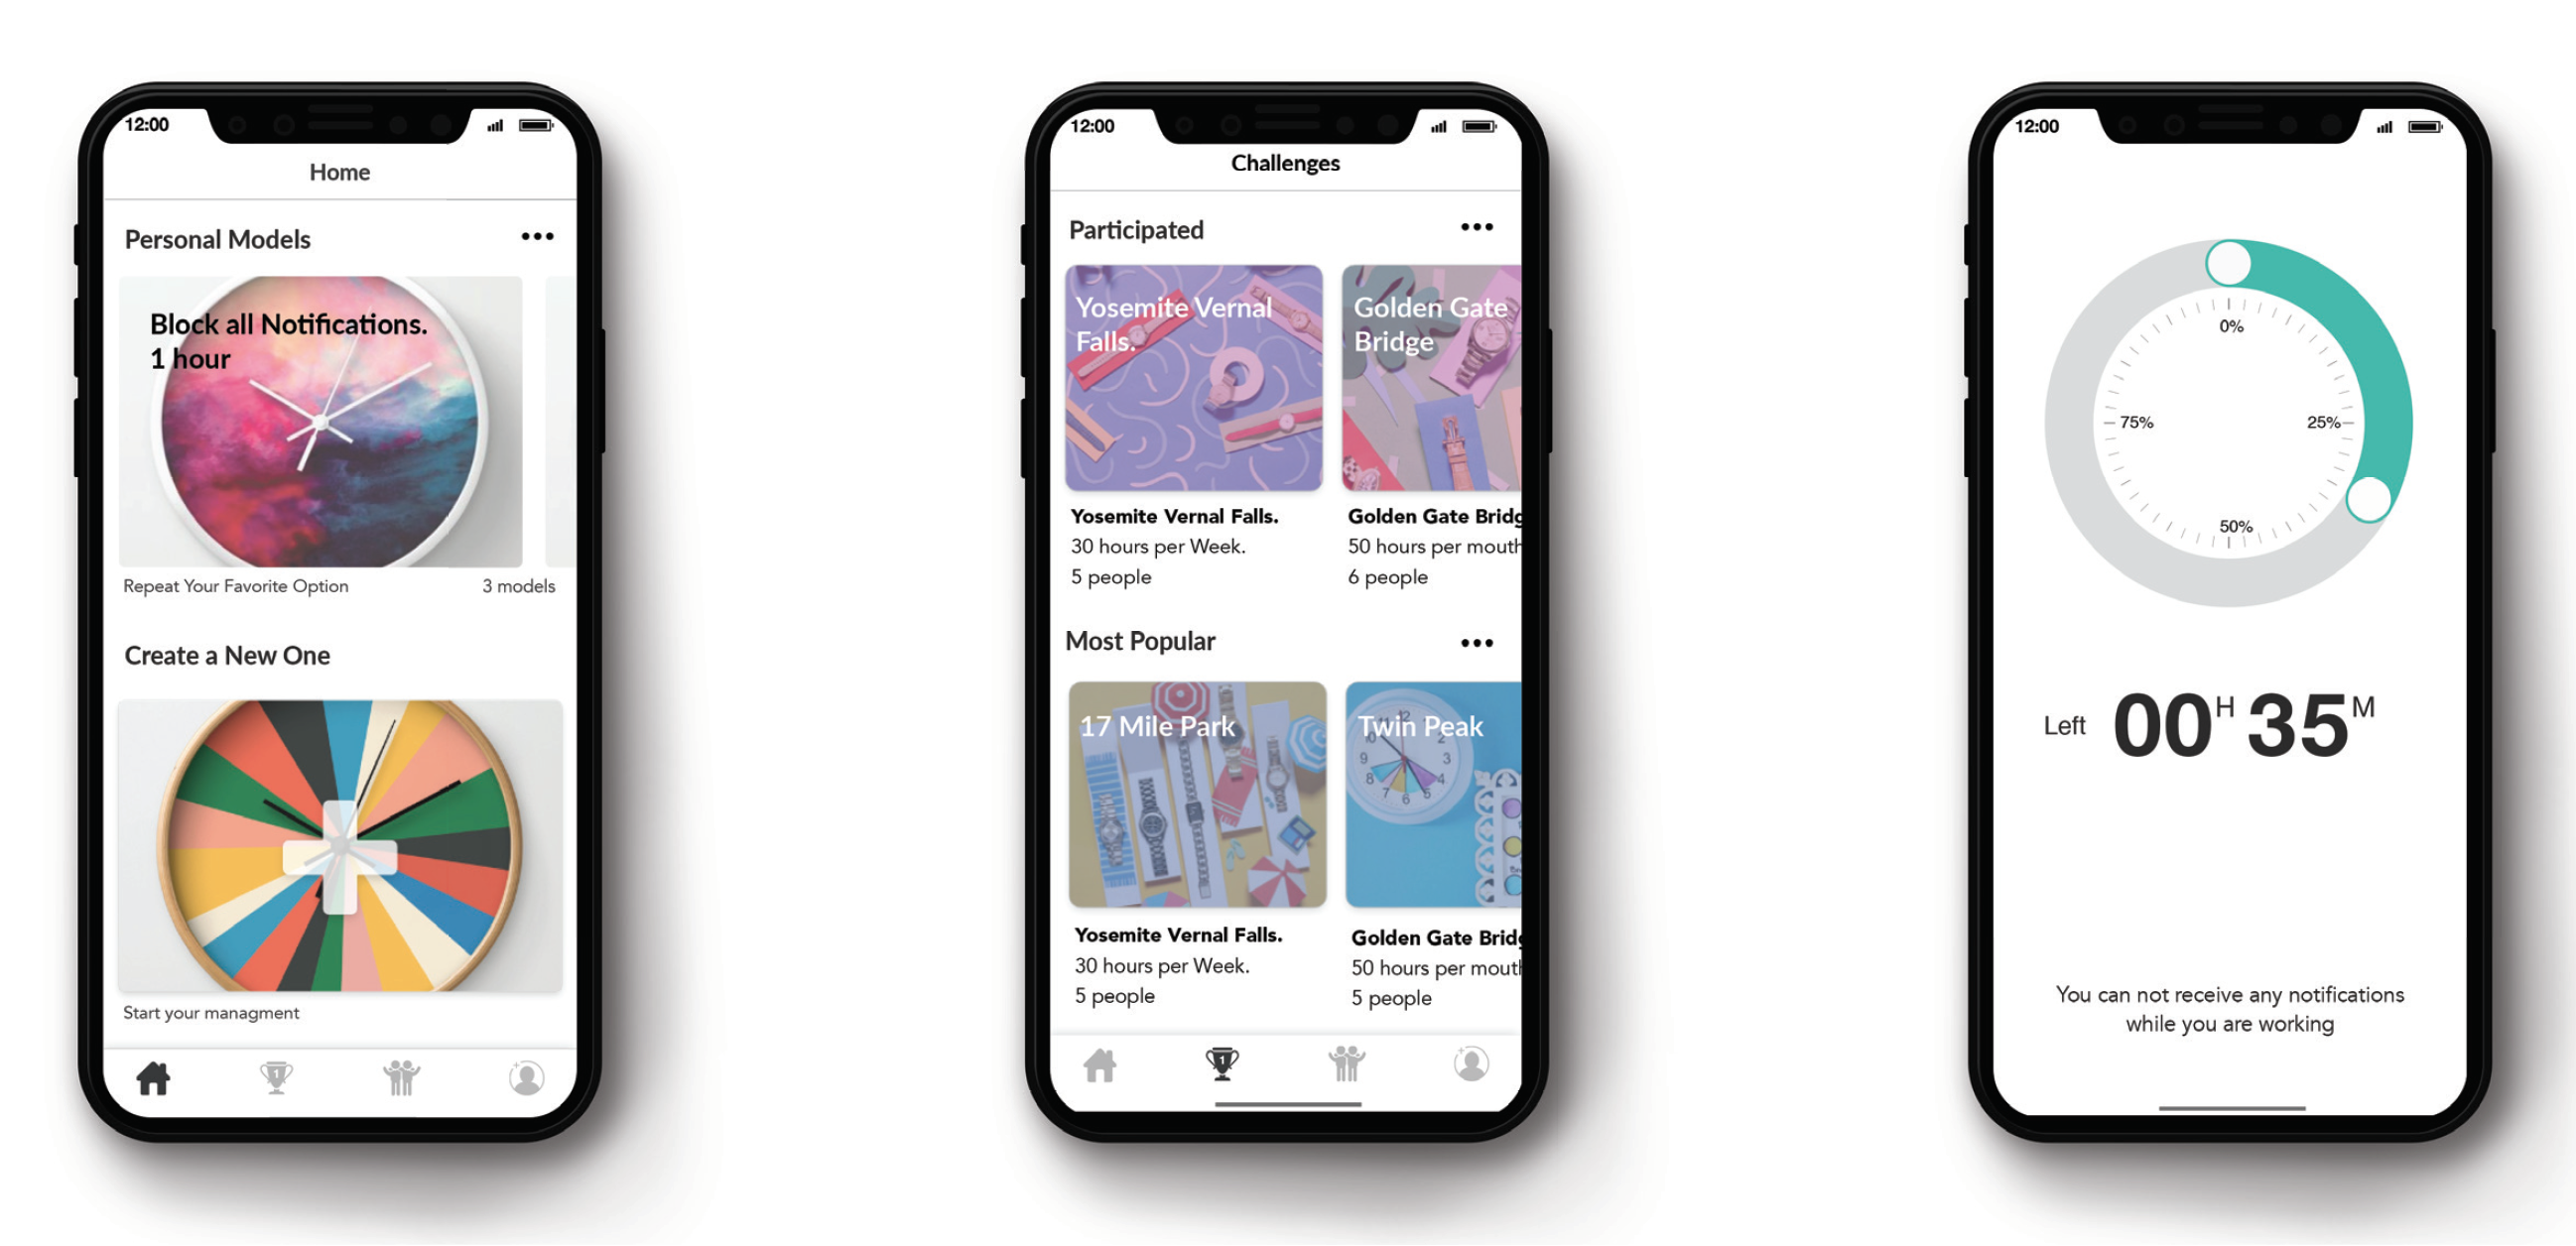 12:00
Home
Personal Models
Block all Notifications.
1 hour
Repeat Your Favorite Option
3 models
Create a New One
Start your managment
12:00
Challenges
Participated
Yosemite Vernal
Falls.
Golden Gate
Bridge
Yosemite Vernal Falls.
30 hours per Week.
5 people
Golden Gate Bridg
50 hours per mouth
6 people
Most Popular
17 Mile Park
Twin Peak
Yosemite Vernal Falls.
30 hours per Week.
5 people
Golden Gate Bridg
50 hours per mouth
5 people
1
12:00
0%
75%
25%
50%
Left 00H 35M
You can not receive any notifications
while you are working